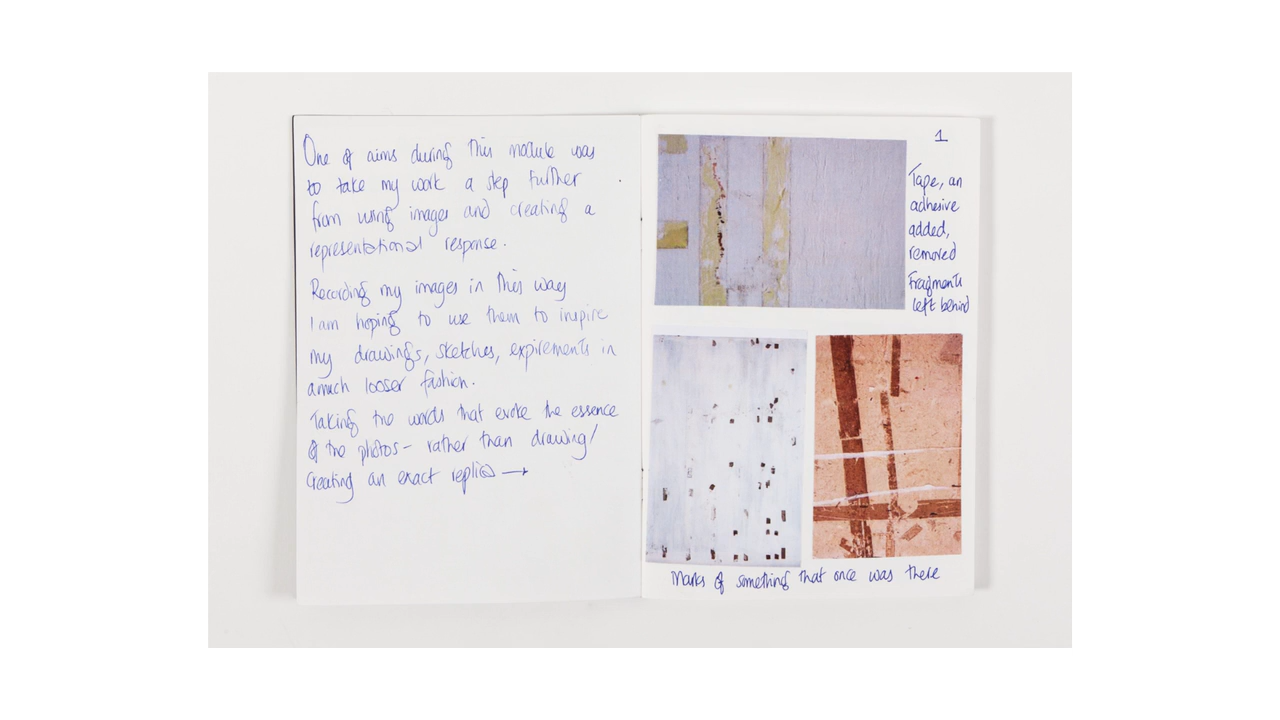 One of aims during this module was
to take my work a step further
from using images and creating a
representational response.
Recording my images in this way
I am hoping to use them to inspire
my drawings, sketches, expirements in
a much looser fashion.
Taking the words that evoke the essence
of the photos - rather than drawing/
Creating an exact replica →
1
Tape, an
adhesive
added,
removed
Fragments
left behind
Marks of something that once was there